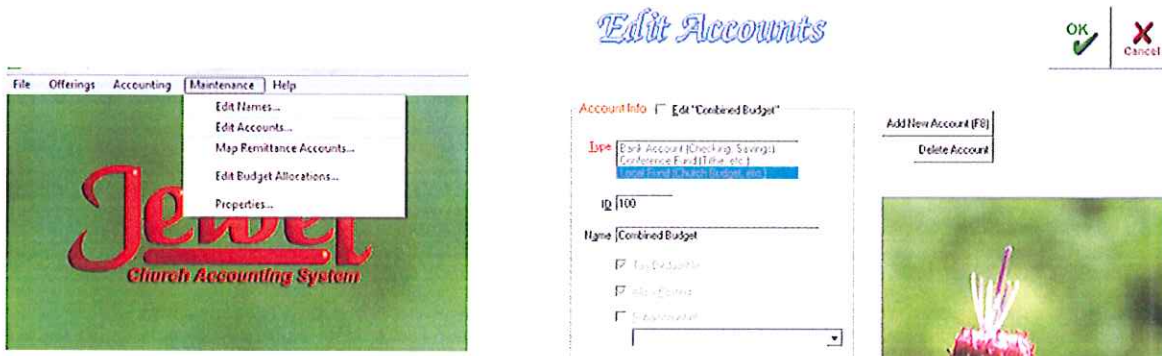 File Offerings Accounting Maintenance Help
Edit Names...
Edit Accounts...
Map Remittance Accounts...
Edit Budget Allocations...
Properties...
Jewel
Church Accounting System
Edit Accounts
OK
Cancel
Account Info Edit "Combined Budget"
Type Bank Account (Checking, Savings)
Conference Fund (Tithe, etc.)
Local Fund (Church Budget, etc.)
ID 100
Name Combined Budget
Tax Deductible
Add New Account (F8)
Delete Account